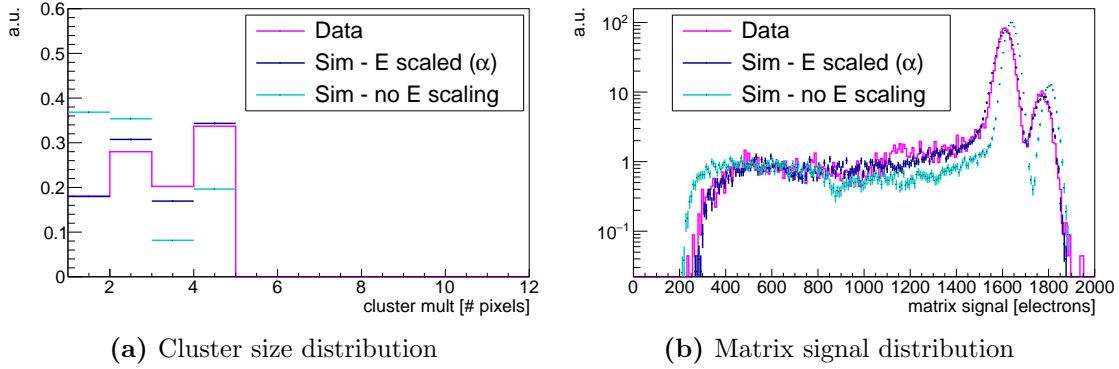 a.u.
0.6
0.5
0.4
0.3
0.2
0.1
0
Data
Sim - E scaled (α)
Sim - no E scaling
2 4 6 8 10 12
cluster mult [# pixels]
(a) Cluster size distribution
a.u.
10²
10
1
10⁻¹
Data
Sim - E scaled (α)
Sim - no E scaling
0 200 400 600 800 1000 1200 1400 1600 1800 2000
matrix signal [electrons]
(b) Matrix signal distribution